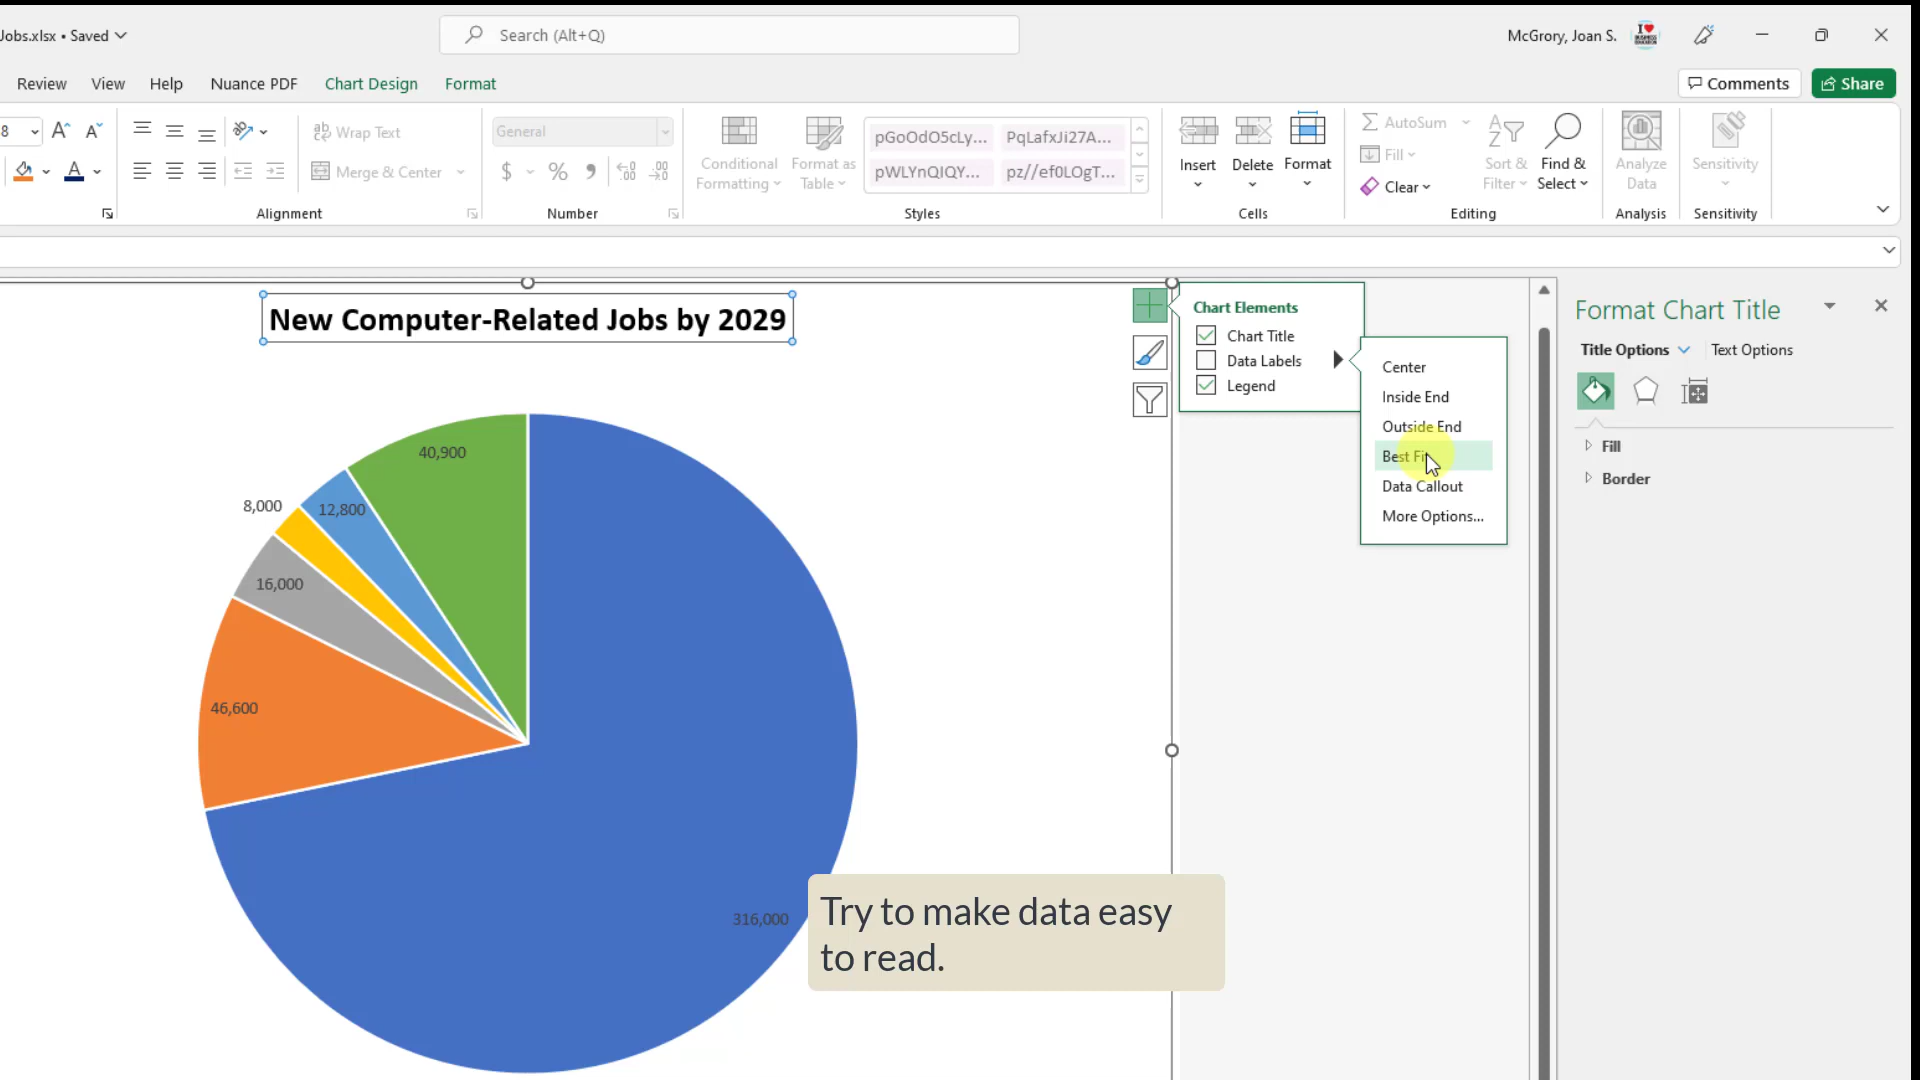 Jobs.xlsx • Saved
Search (Alt+Q)
McGrory, Joan S.
Review View Help Nuance PDF Chart Design Format
Comments
Share
8
Wrap Text
Merge & Center
Alignment
General
$ %
Number
Conditional Formatting
Format as Table
pGoOdO5cLy...
PqLafxJi27A...
pWLYnQIQY...
pz//ef0LOgT...
Styles
Insert
Delete
Format
Cells
AutoSum
Fill
Clear
Sort & Filter
Find & Select
Editing
Analyze Data
Analysis
Sensitivity
Sensitivity
New Computer-Related Jobs by 2029
40,900
8,000
12,800
16,000
46,600
316,000
Chart Elements
Chart Title
Data Labels
Legend
Center
Inside End
Outside End
Best Fit
Data Callout
More Options...
Format Chart Title
Title Options
Text Options
Fill
Border
Try to make data easy
to read.